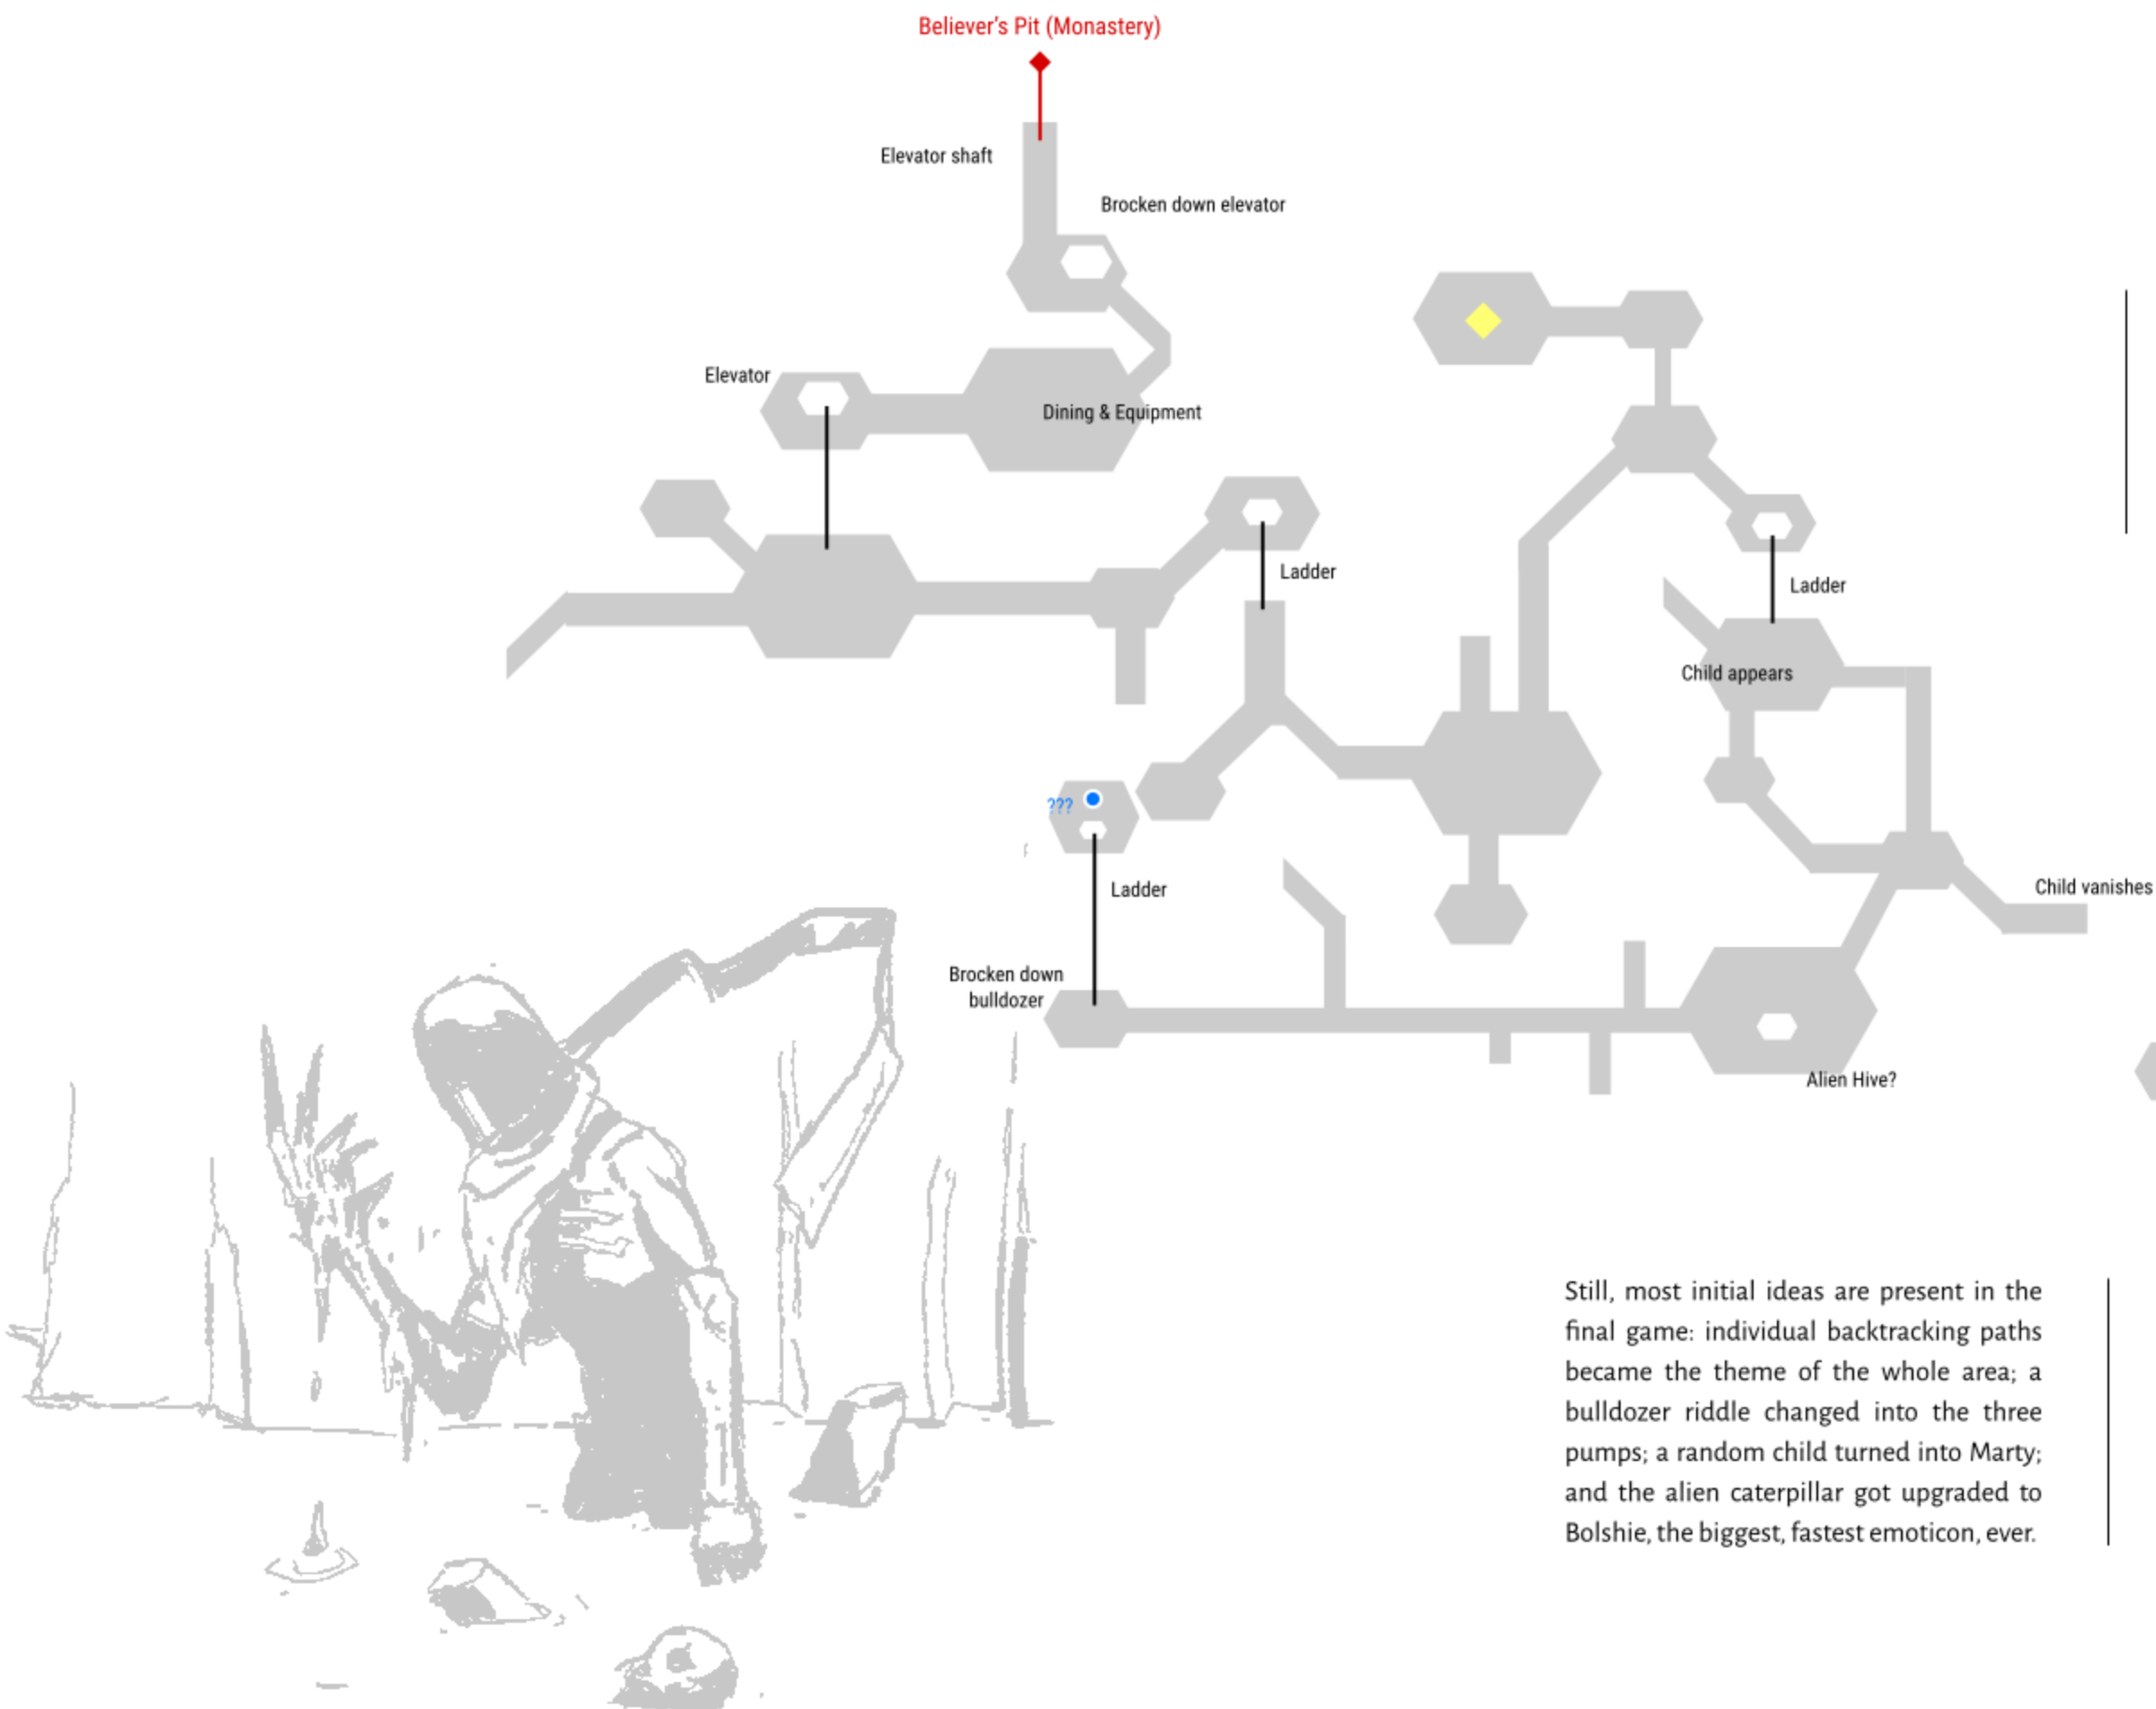 Believer’s Pit (Monastery)
Elevator shaft
Brocken down elevator
Elevator
Dining & Equipment
Ladder
Ladder
Child appears
???
Ladder
Child vanishes
Brocken down
bulldozer
Alien Hive?
Still, most initial ideas are present in the
final game: individual backtracking paths
became the theme of the whole area; a
bulldozer riddle changed into the three
pumps; a random child turned into Marty;
and the alien caterpillar got upgraded to
Bolshie, the biggest, fastest emoticon, ever.